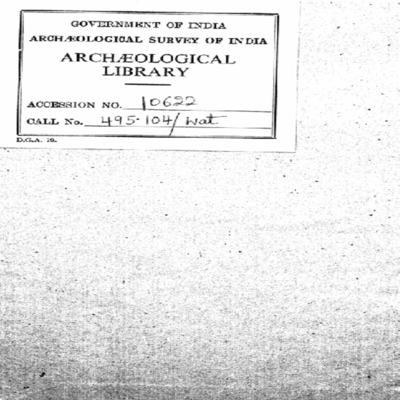 GOVERNMENT OF INDIA
ARCHÆOLOGICAL SURVEY OF INDIA
ARCHÆOLOGICAL
LIBRARY
ACCESSION NO. 10622
CALL No. 495.104/Wat
D.G.A. 79.